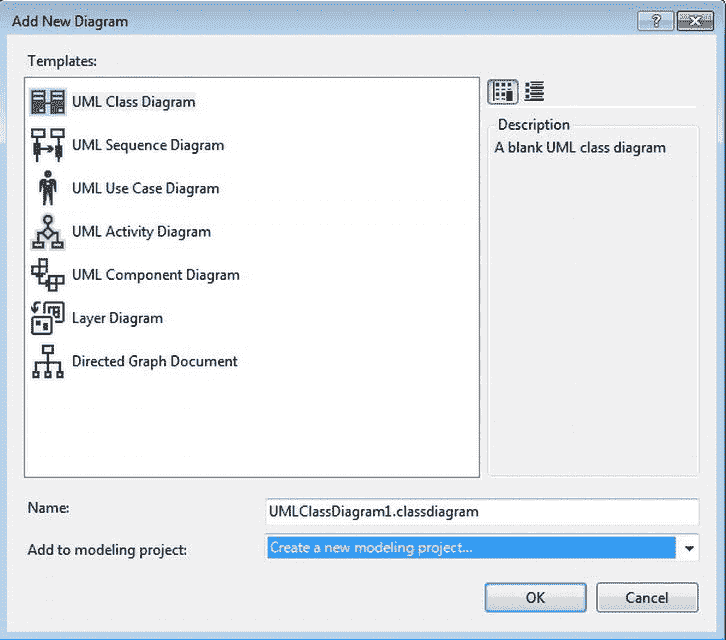 Add New Diagram
?
Templates:
UML Class Diagram
UML Sequence Diagram
UML Use Case Diagram
UML Activity Diagram
UML Component Diagram
Layer Diagram
Directed Graph Document
Description
A blank UML class diagram
Name:
UMLClassDiagram1.classdiagram
Add to modeling project:
Create a new modeling project...
OK
Cancel